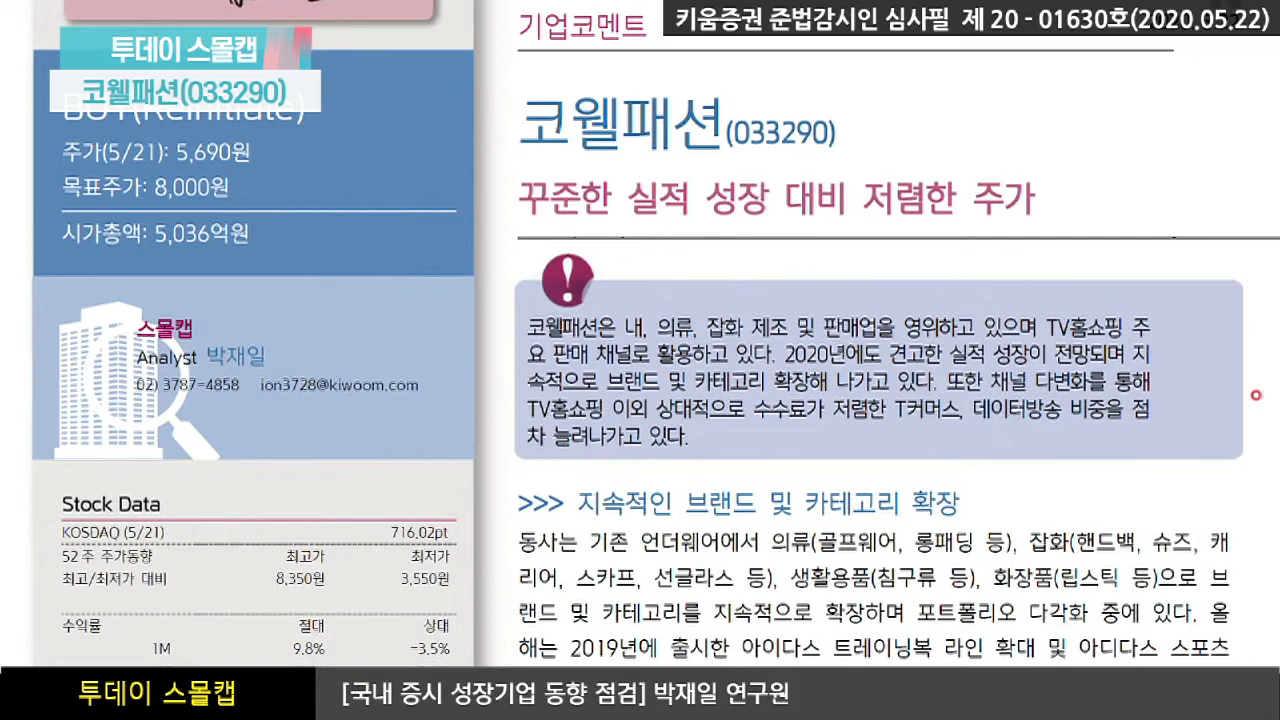 기업코멘트
키움증권 준법감시인 심사필 제 20 - 01630호(2020.05.22)
투데이 스몰캡
코웰패션(033290)
BUY(Reinitiate)
주가(5/21): 5,690원
목표주가: 8,000원
시가총액: 5,036억원
스몰캡
Analyst 박재일
02) 3787-4858 ion3728@kiwoom.com
Stock Data
KOSDAQ (5/21) 716.02pt
52 주 주가동향 최고가 최저가
최고/최저가 대비 8,350원 3,550원
수익률 절대 상대
1M 9.8% -3.5%
코웰패션(033290)
꾸준한 실적 성장 대비 저렴한 주가
코웰패션은 내, 의류, 잡화 제조 및 판매업을 영위하고 있으며 TV홈쇼핑 주
요 판매 채널로 활용하고 있다. 2020년에도 견고한 실적 성장이 전망되며 지
속적으로 브랜드 및 카테고리 확장해 나가고 있다. 또한 채널 다변화를 통해
TV홈쇼핑 이외 상대적으로 수수료가 저렴한 T커머스, 데이터방송 비중을 점
차 늘려나가고 있다.
>>> 지속적인 브랜드 및 카테고리 확장
동사는 기존 언더웨어에서 의류(골프웨어, 롱패딩 등), 잡화(핸드백, 슈즈, 캐
리어, 스카프, 선글라스 등), 생활용품(침구류 등), 화장품(립스틱 등)으로 브
랜드 및 카테고리를 지속적으로 확장하며 포트폴리오 다각화 중에 있다. 올
해는 2019년에 출시한 아이다스 트레이닝복 라인 확대 및 아디다스 스포츠
투데이 스몰캡
[국내 증시 성장기업 동향 점검] 박재일 연구원